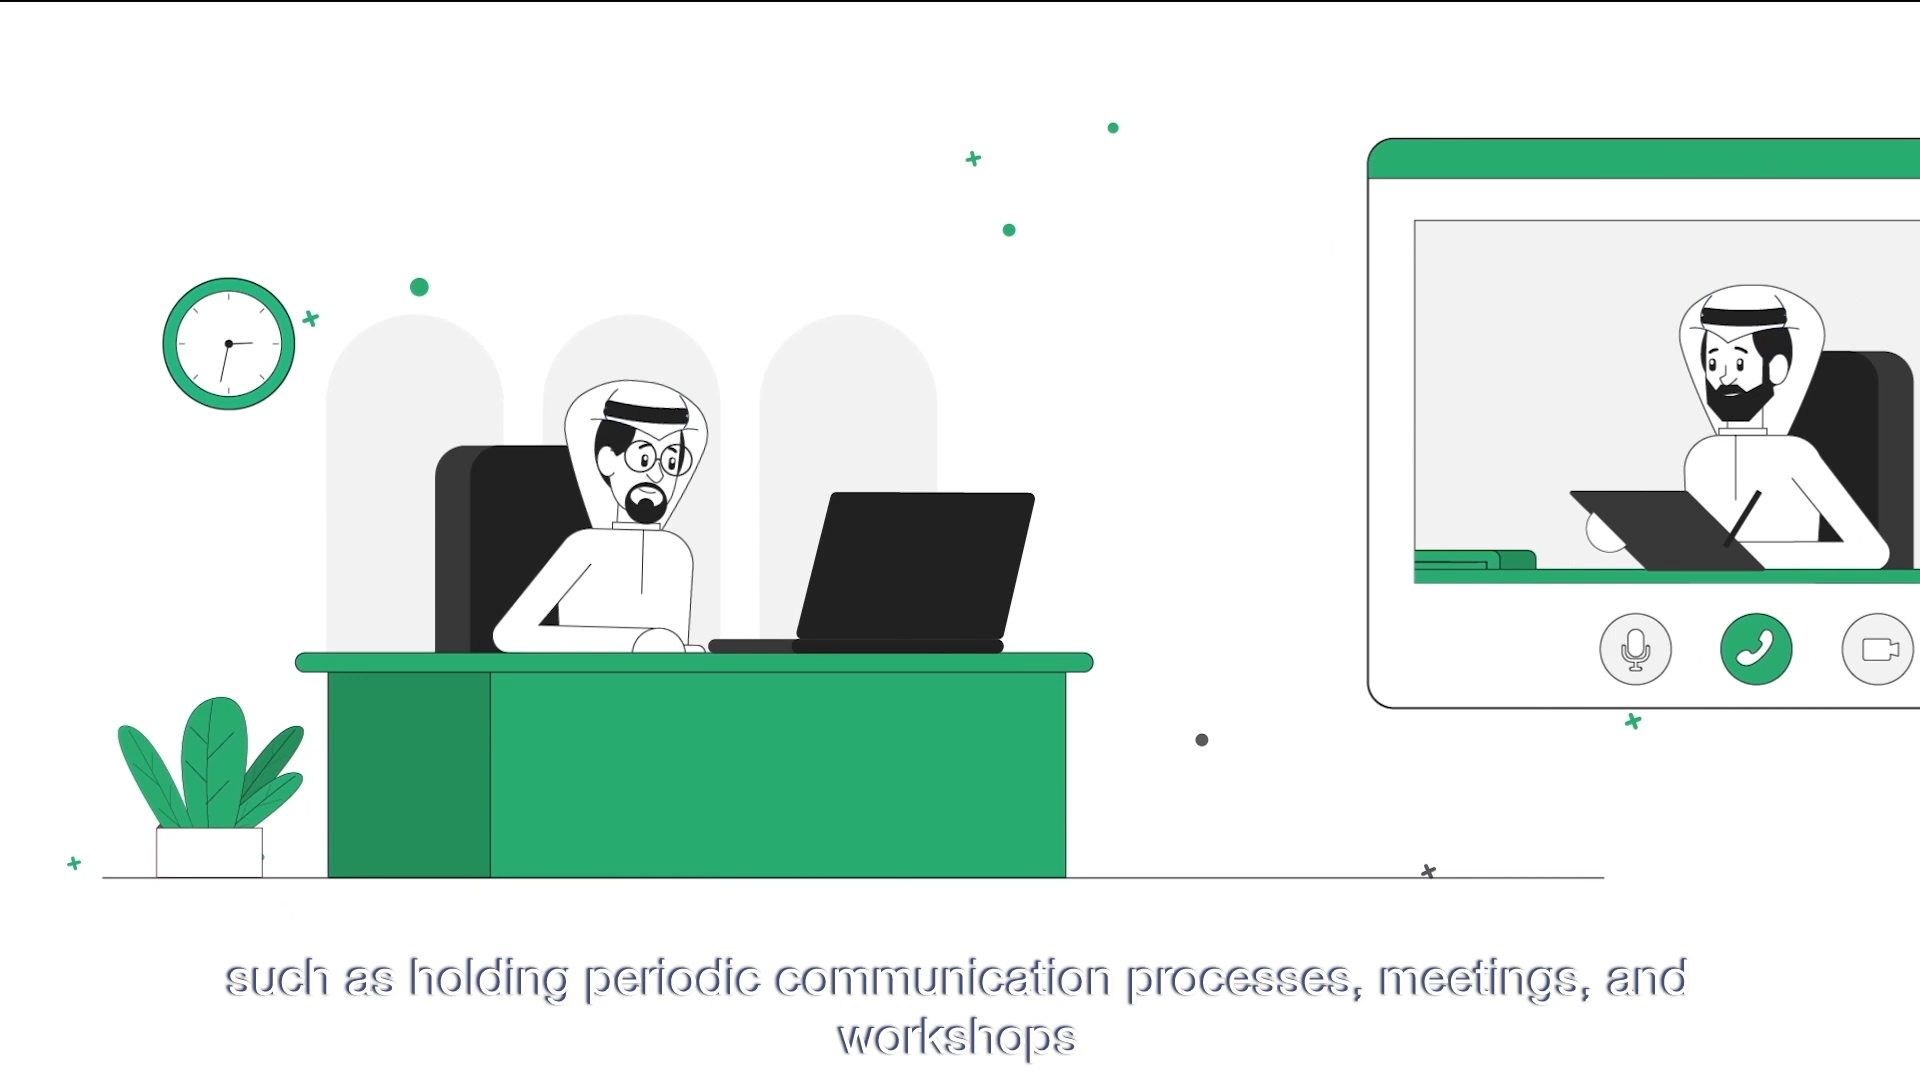 such as holding periodic communication processes, meetings, and
workshops